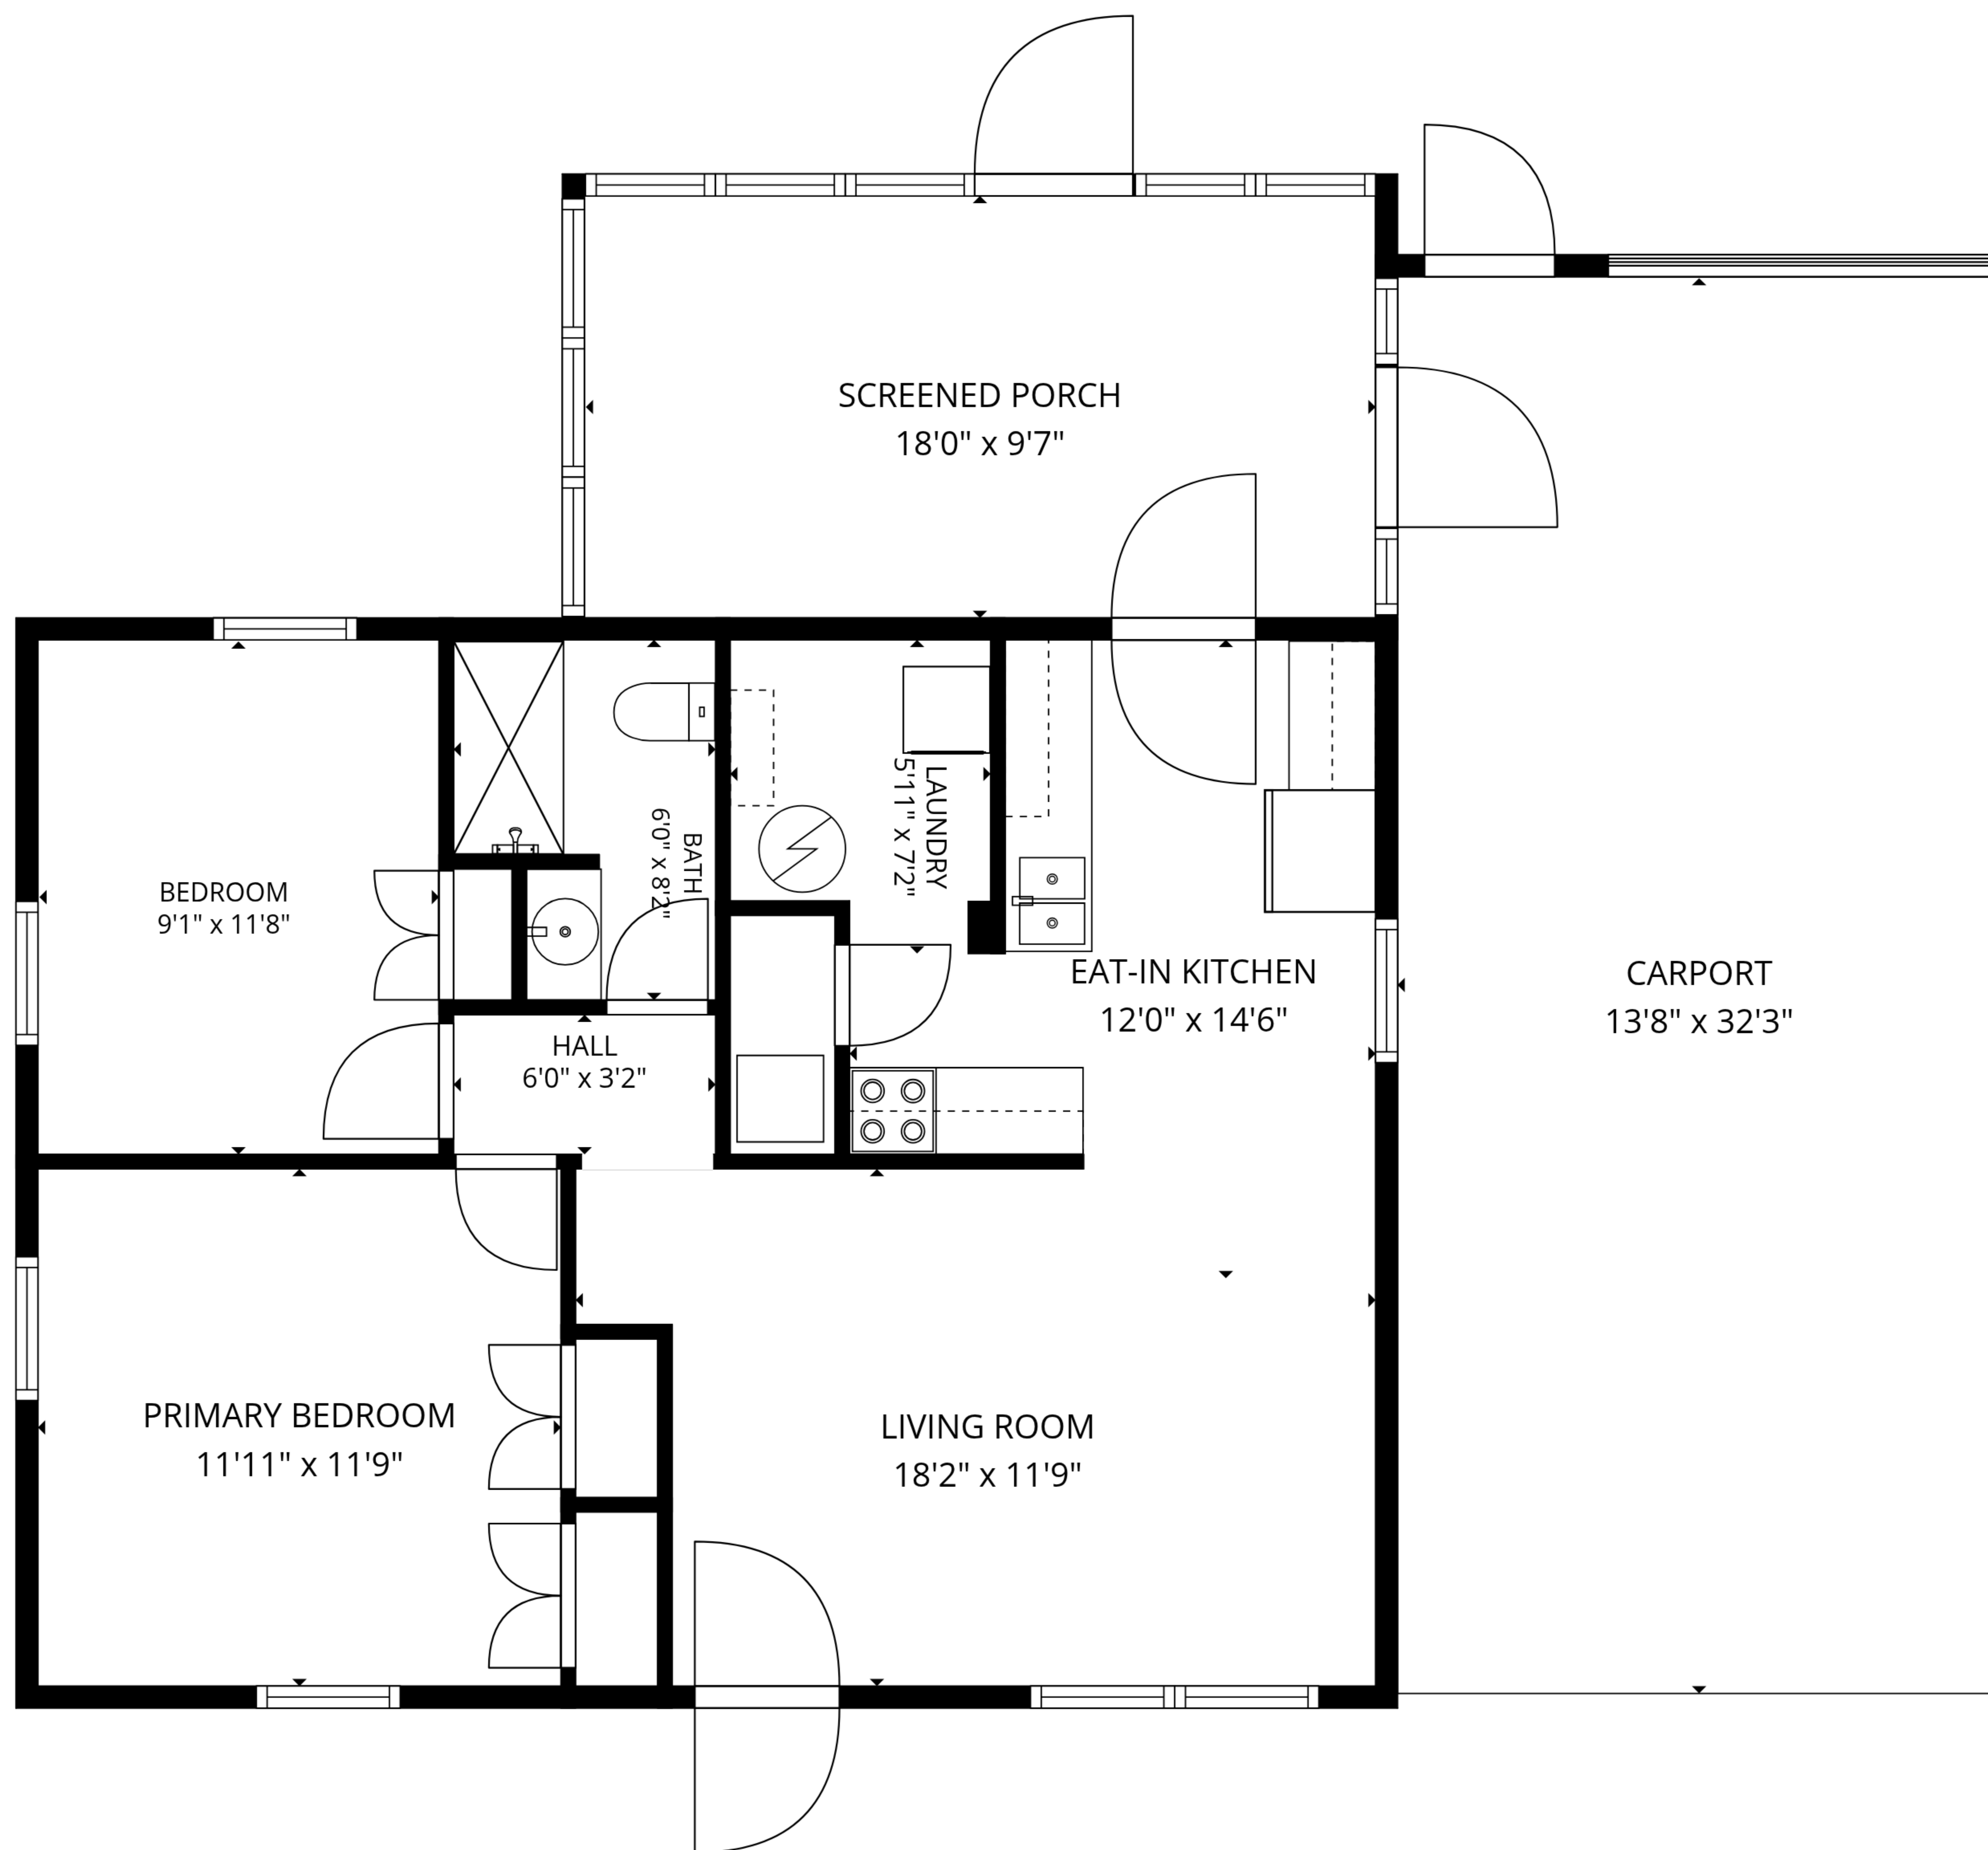 SCREENED PORCH
18'0" x 9'7"
LAUNDRY
5'11" x 7'2"
BATH
6'0" x 8'2"
BEDROOM
9'1" x 11'8"
EAT-IN KITCHEN
12'0" x 14'6"
CARPORT
13'8" x 32'3"
HALL
6'0" x 3'2"
PRIMARY BEDROOM
11'11" x 11'9"
LIVING ROOM
18'2" x 11'9"